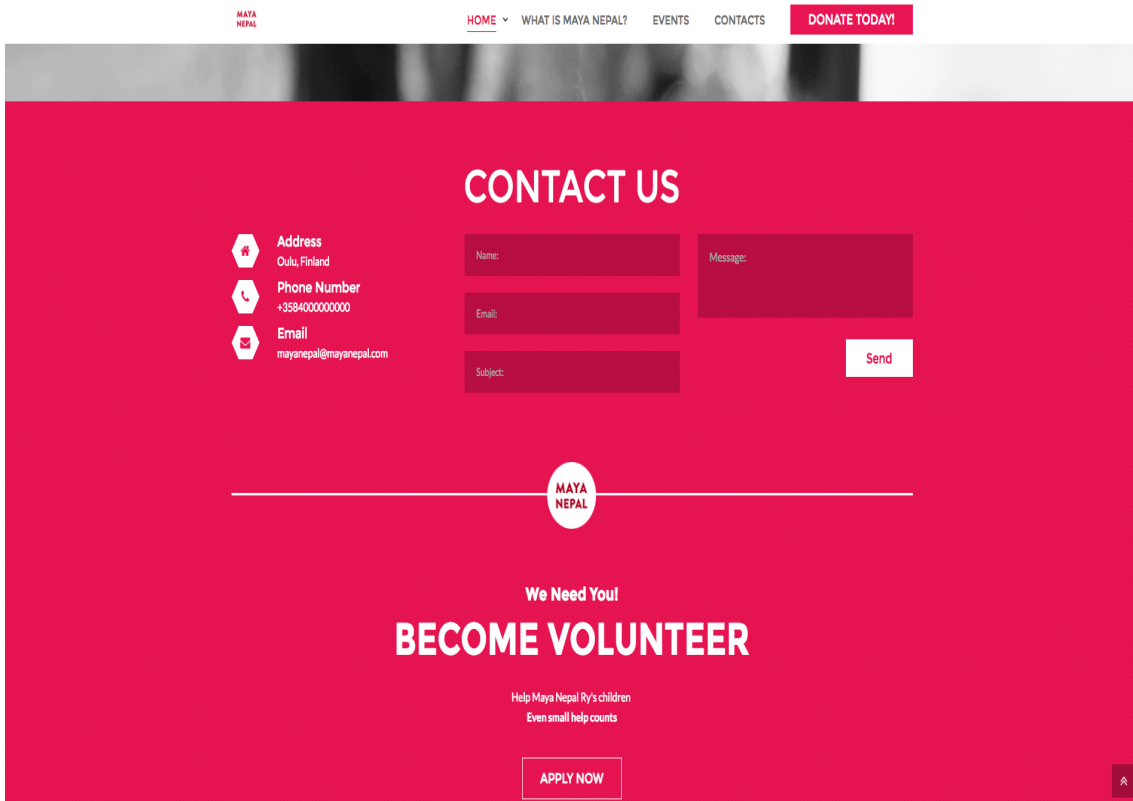 MAYA
NEPAL
HOME WHAT IS MAYA NEPAL? EVENTS CONTACTS DONATE TODAY!
CONTACT US
Address
Oulu, Finland
Phone Number
+3584000000000
Email
mayanepal@mayanepal.com
Name:
Email:
Subject:
Message:
Send
MAYA
NEPAL
We Need You!
BECOME VOLUNTEER
Help Maya Nepal Ry's children
Even small help counts
APPLY NOW